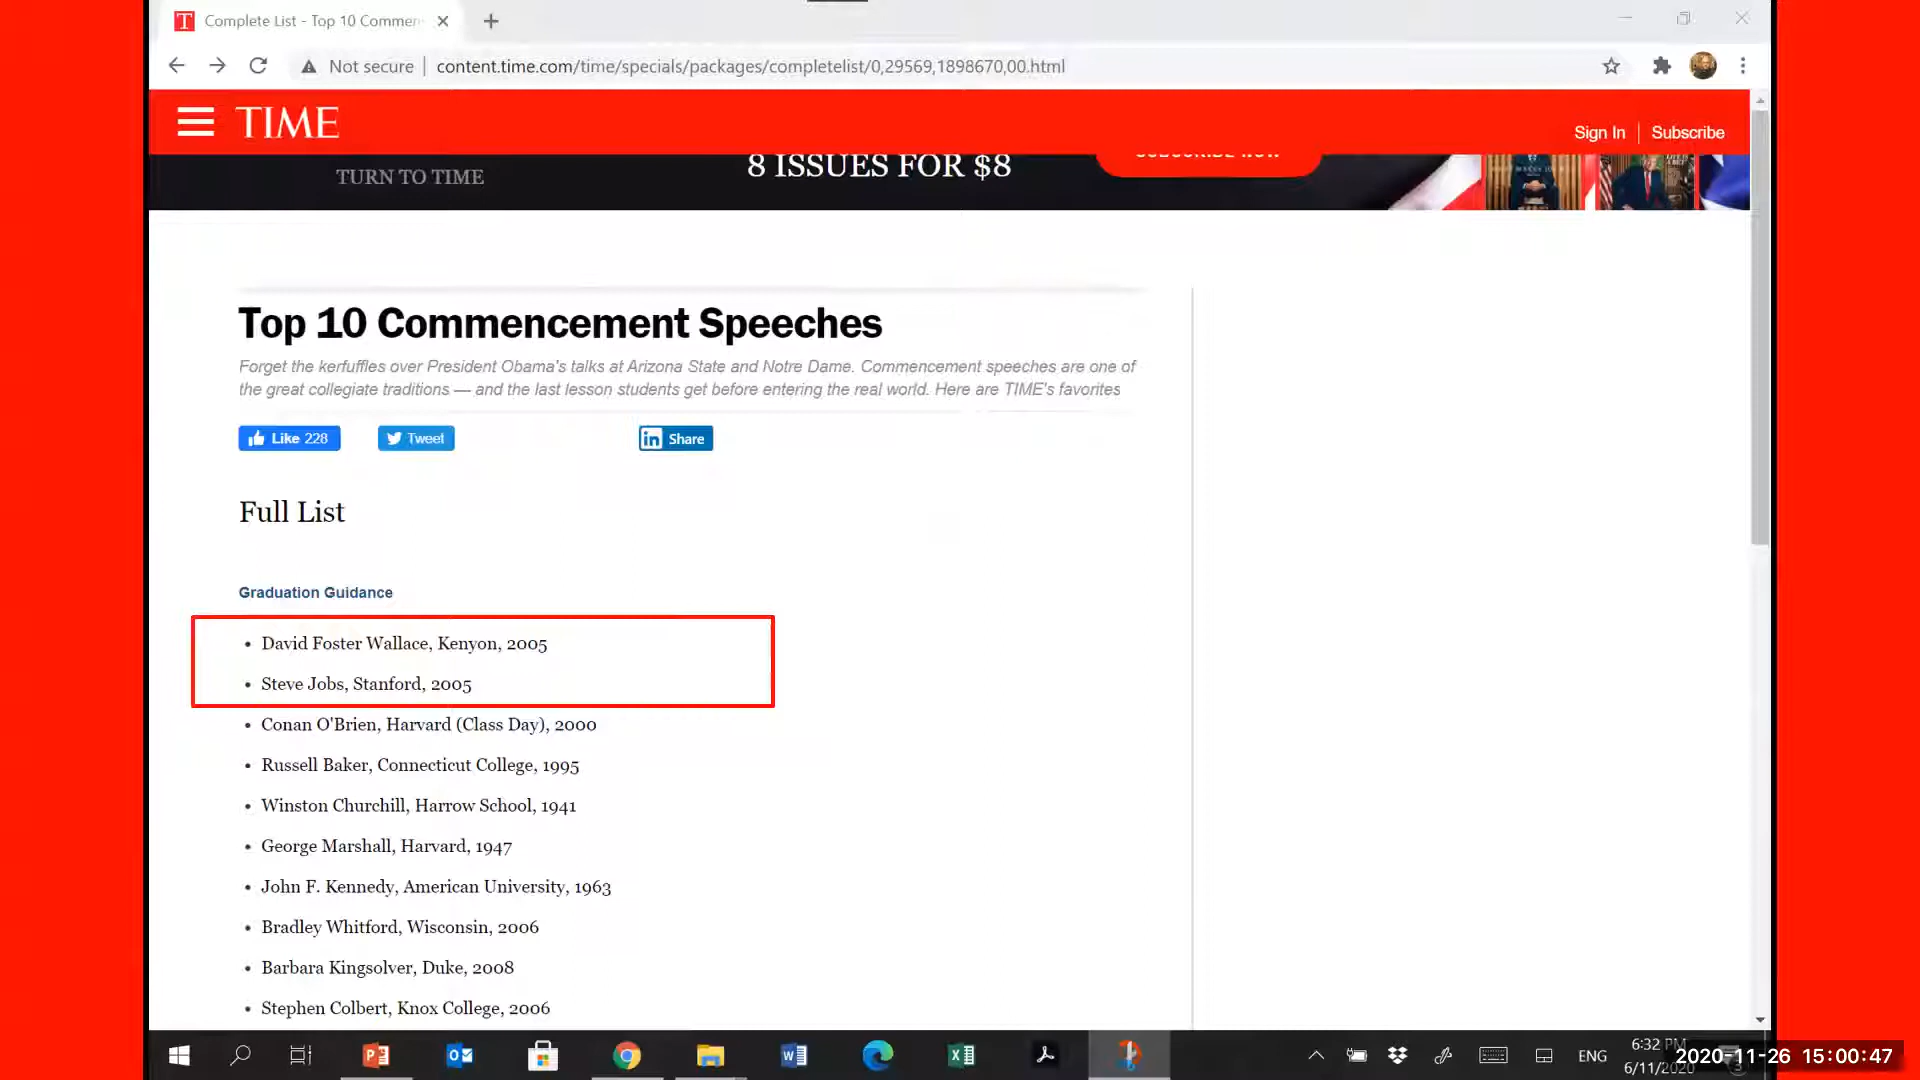 Complete List - Top 10 Commen
Not secure | content.time.com/time/specials/packages/completelist/0,29569,1898670,00.html
TIME
Sign In | Subscribe
TURN TO TIME
8 ISSUES FOR $8
SUBSCRIBE NOW
Top 10 Commencement Speeches
Forget the kerfuffles over President Obama's talks at Arizona State and Notre Dame. Commencement speeches are one of
the great collegiate traditions — and the last lesson students get before entering the real world. Here are TIME's favorites
Like 228
Tweet
in Share
Full List
Graduation Guidance
• David Foster Wallace, Kenyon, 2005
• Steve Jobs, Stanford, 2005
• Conan O'Brien, Harvard (Class Day), 2000
• Russell Baker, Connecticut College, 1995
• Winston Churchill, Harrow School, 1941
• George Marshall, Harvard, 1947
• John F. Kennedy, American University, 1963
• Bradley Whitford, Wisconsin, 2006
• Barbara Kingsolver, Duke, 2008
• Stephen Colbert, Knox College, 2006
ENG
6:32 PM
6/11/2020
2020-11-26 15:00:47